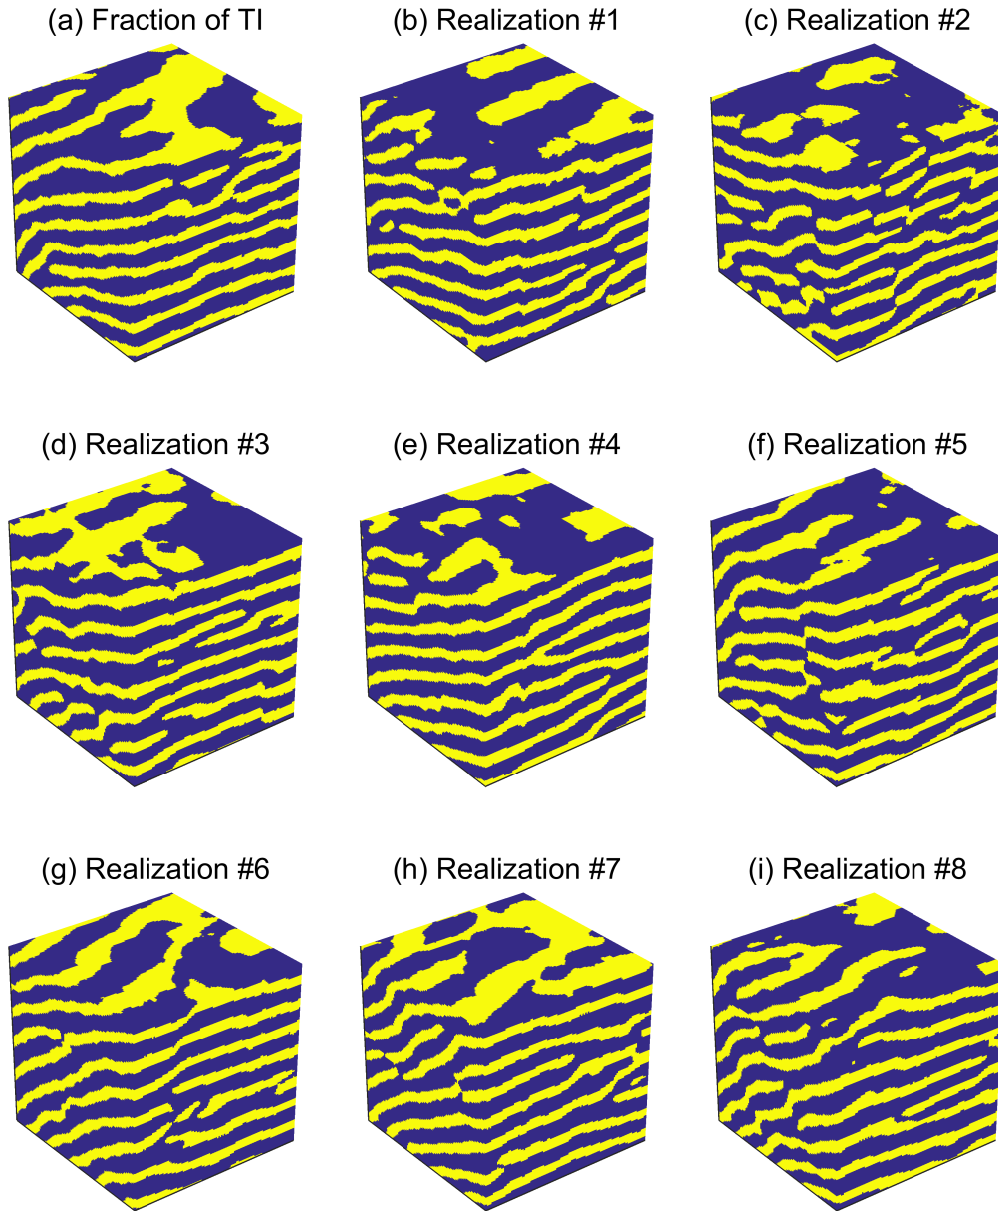 (a) Fraction of TI
(b) Realization #1
(c) Realization #2
(d) Realization #3
(e) Realization #4
(f) Realization #5
(g) Realization #6
(h) Realization #7
(i) Realization #8